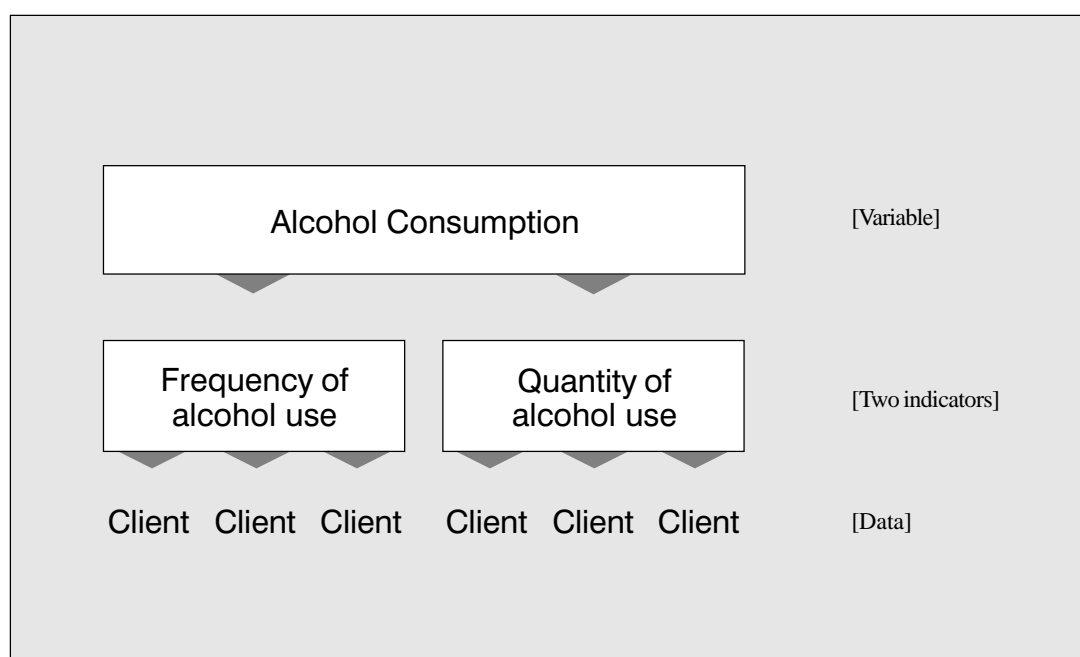 Alcohol Consumption
[Variable]
Frequency of
alcohol use
Quantity of
alcohol use
[Two indicators]
Client Client Client Client Client Client
[Data]